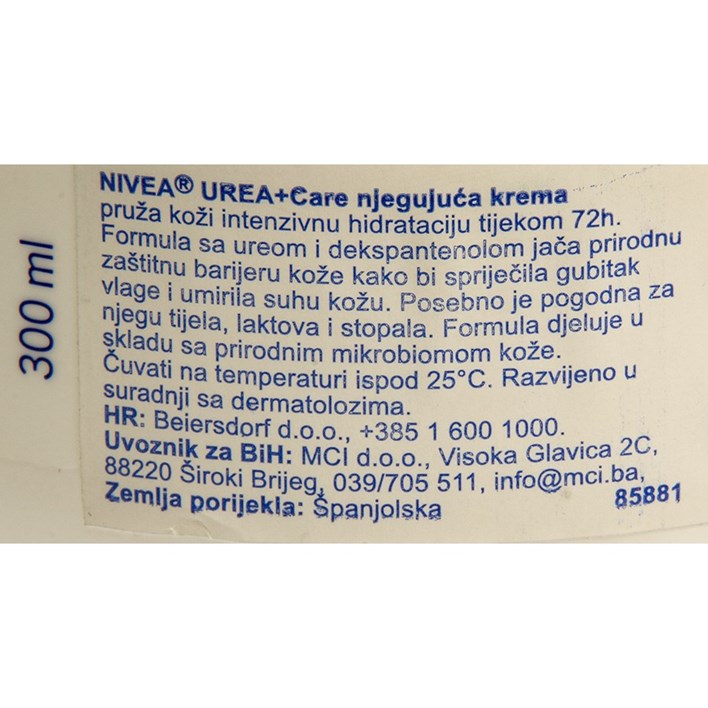 300 ml
NIVEA® UREA+Care njegujuća krema
pruža koži intenzivnu hidrataciju tijekom 72h.
Formula sa ureom i dekspantenolom jača prirodnu
zaštitnu barijeru kože kako bi spriječila gubitak
vlage i umirila suhu kožu. Posebno je pogodna za
njegu tijela, laktova i stopala. Formula djeluje u
skladu sa prirodnim mikrobiomom kože.
Čuvati na temperaturi ispod 25°C. Razvijeno u
suradnji sa dermatolozima.
HR: Beiersdorf d.o.o., +385 1 600 1000.
Uvoznik za BiH: MCI d.o.o., Visoka Glavica 2C,
88220 Široki Brijeg, 039/705 511, info@mci.ba,
Zemlja porijekla: Španjolska
85881